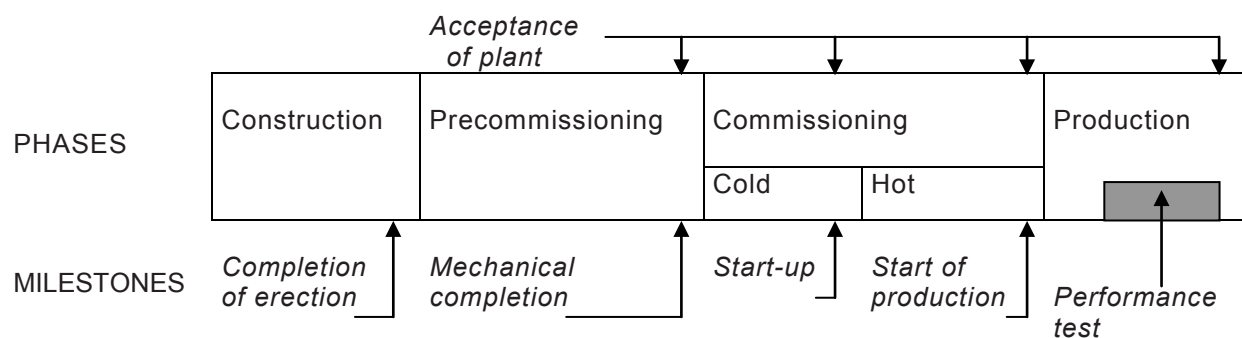 Acceptance
of plant
PHASES
Construction
Precommissioning
Commissioning
Production
Cold
Hot
MILESTONES
Completion
of erection
Mechanical
completion
Start-up
Start of
production
Performance
test